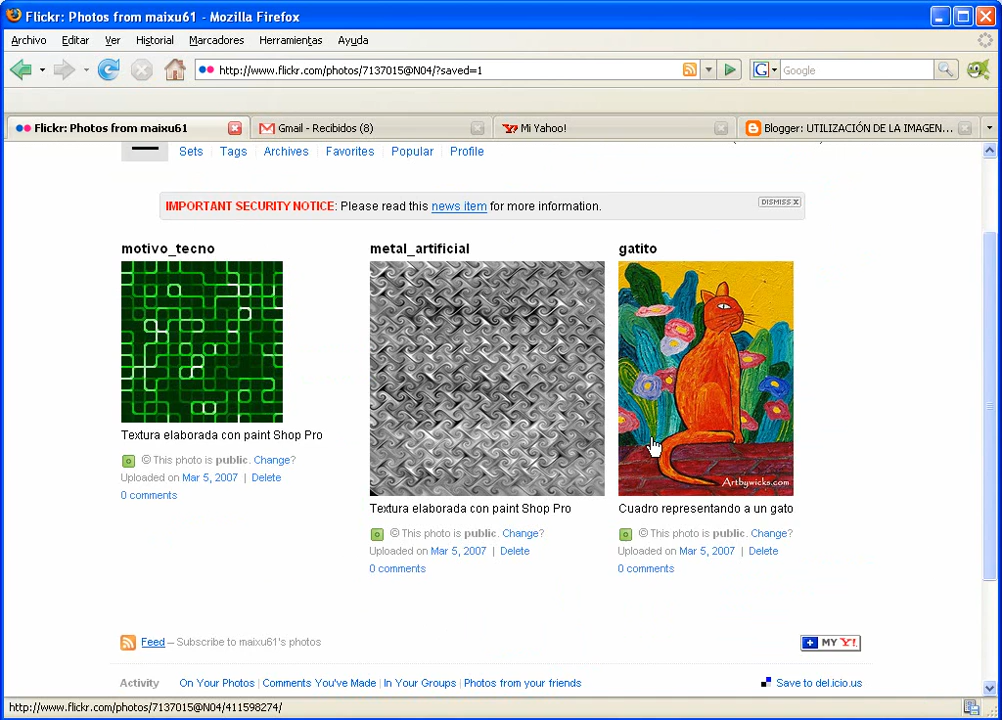 Flickr: Photos from maixu61 - Mozilla Firefox
Archivo Editar Ver Historial Marcadores Herramientas Ayuda
http://www.flickr.com/photos/7137015@N04/?saved=1
G Google
Flickr: Photos from maixu61
Gmail - Recibidos (8)
Mi Yahoo!
Blogger: UTILIZACIÓN DE LA IMAGEN...
Sets Tags Archives Favorites Popular Profile
IMPORTANT SECURITY NOTICE: Please read this news item for more information.
DISMISS X
motivo_tecno
Textura elaborada con paint Shop Pro
© This photo is public. Change?
Uploaded on Mar 5, 2007 | Delete
0 comments
metal_artificial
Textura elaborada con paint Shop Pro
© This photo is public. Change?
Uploaded on Mar 5, 2007 | Delete
0 comments
gatito
Artbywicks.com
Cuadro representando a un gato
© This photo is public. Change?
Uploaded on Mar 5, 2007 | Delete
0 comments
Feed – Subscribe to maixu61's photos
+ MY Y!
Activity On Your Photos | Comments You've Made | In Your Groups | Photos from your friends
Save to del.icio.us
http://www.flickr.com/photos/7137015@N04/411598274/